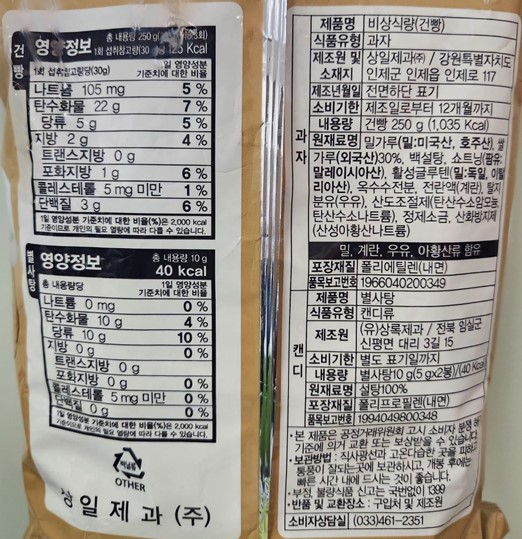 건빵
영양정보
총 내용량 250 g
1회 섭취참고량(30 g)당 125 Kcal
1회 섭취참고량당(30g)
1일 영양성분
기준치에 대한 비율
나트륨 105 mg 5 %
탄수화물 22 g 7 %
당류 5 g 5 %
지방 2 g 4 %
트랜스지방 0 g
포화지방 1 g 6 %
콜레스테롤 5 mg 미만 1 %
단백질 3 g 6 %
1일 영양성분 기준치에 대한 비율(%)은 2,000 kcal
기준이므로 개인의 필요 열량에 따라 다를 수 있습니다.
별사탕
영양정보
총 내용량 10 g
40 kcal
총 내용량당
1일 영양성분
기준치에 대한 비율
나트륨 0 mg 0 %
탄수화물 10 g 4 %
당류 10 g 10 %
지방 0 g 0 %
트랜스지방 0 g
포화지방 0 g 0 %
콜레스테롤 5 mg 미만 0 %
단백질 0 g 0 %
1일 영양성분 기준치에 대한 비율(%)은 2,000 kcal
기준이므로 개인의 필요 열량에 따라 다를 수 있습니다.
비닐류
OTHER
상일제과 (주)
과자
제품명 비상식량(건빵)
식품유형 과자
제조원 및 소재지 상일제과㈜ / 강원특별자치도
인제군 인제읍 인제로 117
제조년월일 전면하단 표기
소비기한 제조일로부터 12개월까지
내용량 건빵 250 g (1,035 Kcal)
원재료명 밀가루(밀:미국산, 호주산), 쌀
가루(외국산)30%, 백설탕, 쇼트닝(팜유:
말레이시아산), 활성글루텐(밀:독일, 이탈
리아산), 옥수수전분, 전란액(계란), 탈지
분유(우유), 산도조절제(탄산수소암모늄,
탄산수소나트륨), 정제소금, 산화방지제
(산성아황산나트륨)
밀, 계란, 우유, 아황산류 함유
포장재질 폴리에틸렌(내면)
품목보고번호 19660402003​49
캔디
제품명 별사탕
식품유형 캔디류
제조원 (유)상록제과 / 전북 임실군
신평면 대리 3길 15
소비기한 별도 표기일까지
내용량 별사탕10 g(5 gx2봉)/(40 Kcal)
원재료명 설탕100%
포장재질 폴리프로필렌(내면)
품목보고번호 19940498003​48
·본 제품은 공정거래위원회 고시 소비자 분쟁
기준에 의거 교환 또는 보상받을 수 있습니다.
·보관방법 : 직사광선과 고온다습한 곳을 피하고
통풍이 잘되는곳에 보관하시고, 개봉 후에는
빠른 시간 내에 드시는 것이 좋습니다.
·부정, 불량식품 신고는 국번없이 1399
·반품 및 교환장소 : 구입처 및 제조원
소비자상담실 (033)461-2351